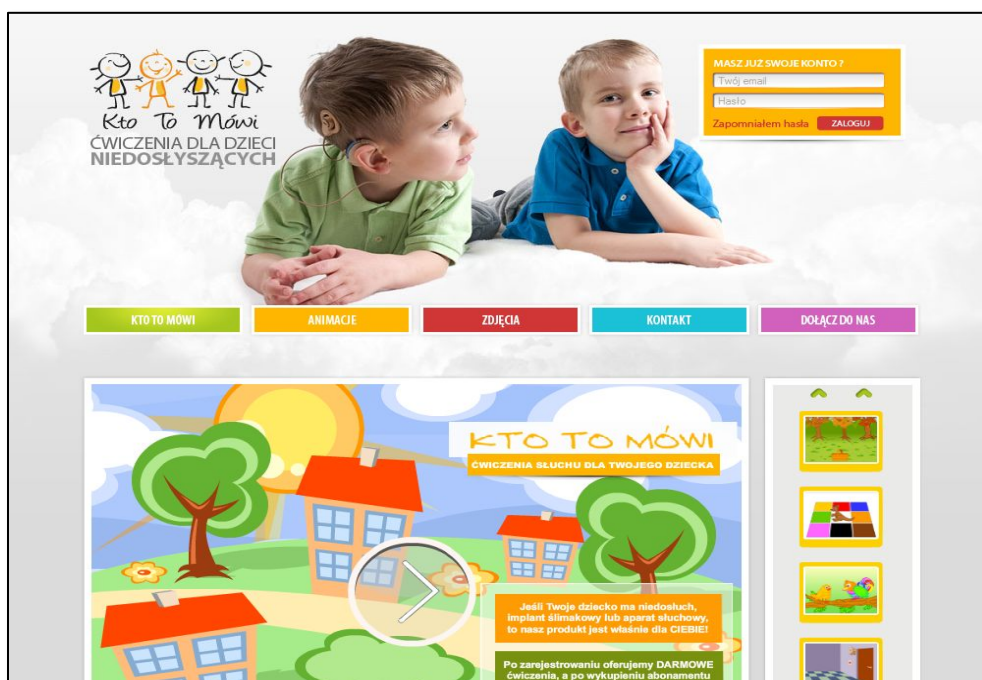 Kto To Mówi
ĆWICZENIA DLA DZIECI
NIEDOSŁYSZĄCYCH
MASZ JUŻ SWOJE KONTO ?
Twój email
Hasło
Zapomniałem hasła ZALOGUJ
KTO TO MÓWI ANIMACJE ZDJĘCIA KONTAKT DOŁĄCZ DO NAS
KTO TO MÓWI
ĆWICZENIA SŁUCHU DLA TWOJEGO DZIECKA
Jeśli Twoje dziecko ma niedosłuch,
implant ślimakowy lub aparat słuchowy,
to nasz produkt jest właśnie dla CIEBIE!
Po zarejestrowaniu oferujemy DARMOWE
ćwiczenia, a po wykupieniu abonamentu